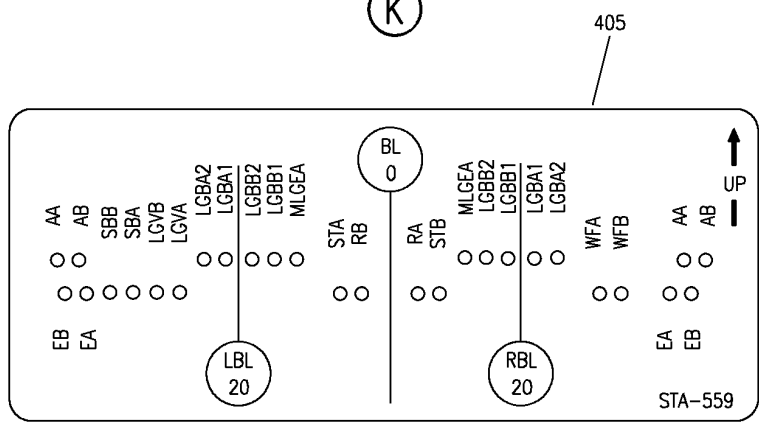 K
405
BL
0
UP
AA
AB
SBB
SBA
LGVB
LGVA
LGBA2
LGBA1
LGBB2
LGBB1
MLGEA
STA
RB
RA
STB
MLGEA
LGBB2
LGBB1
LGBA1
LGBA2
WFA
WFB
AA
AB
EB
EA
EA
EB
LBL
20
RBL
20
STA-559